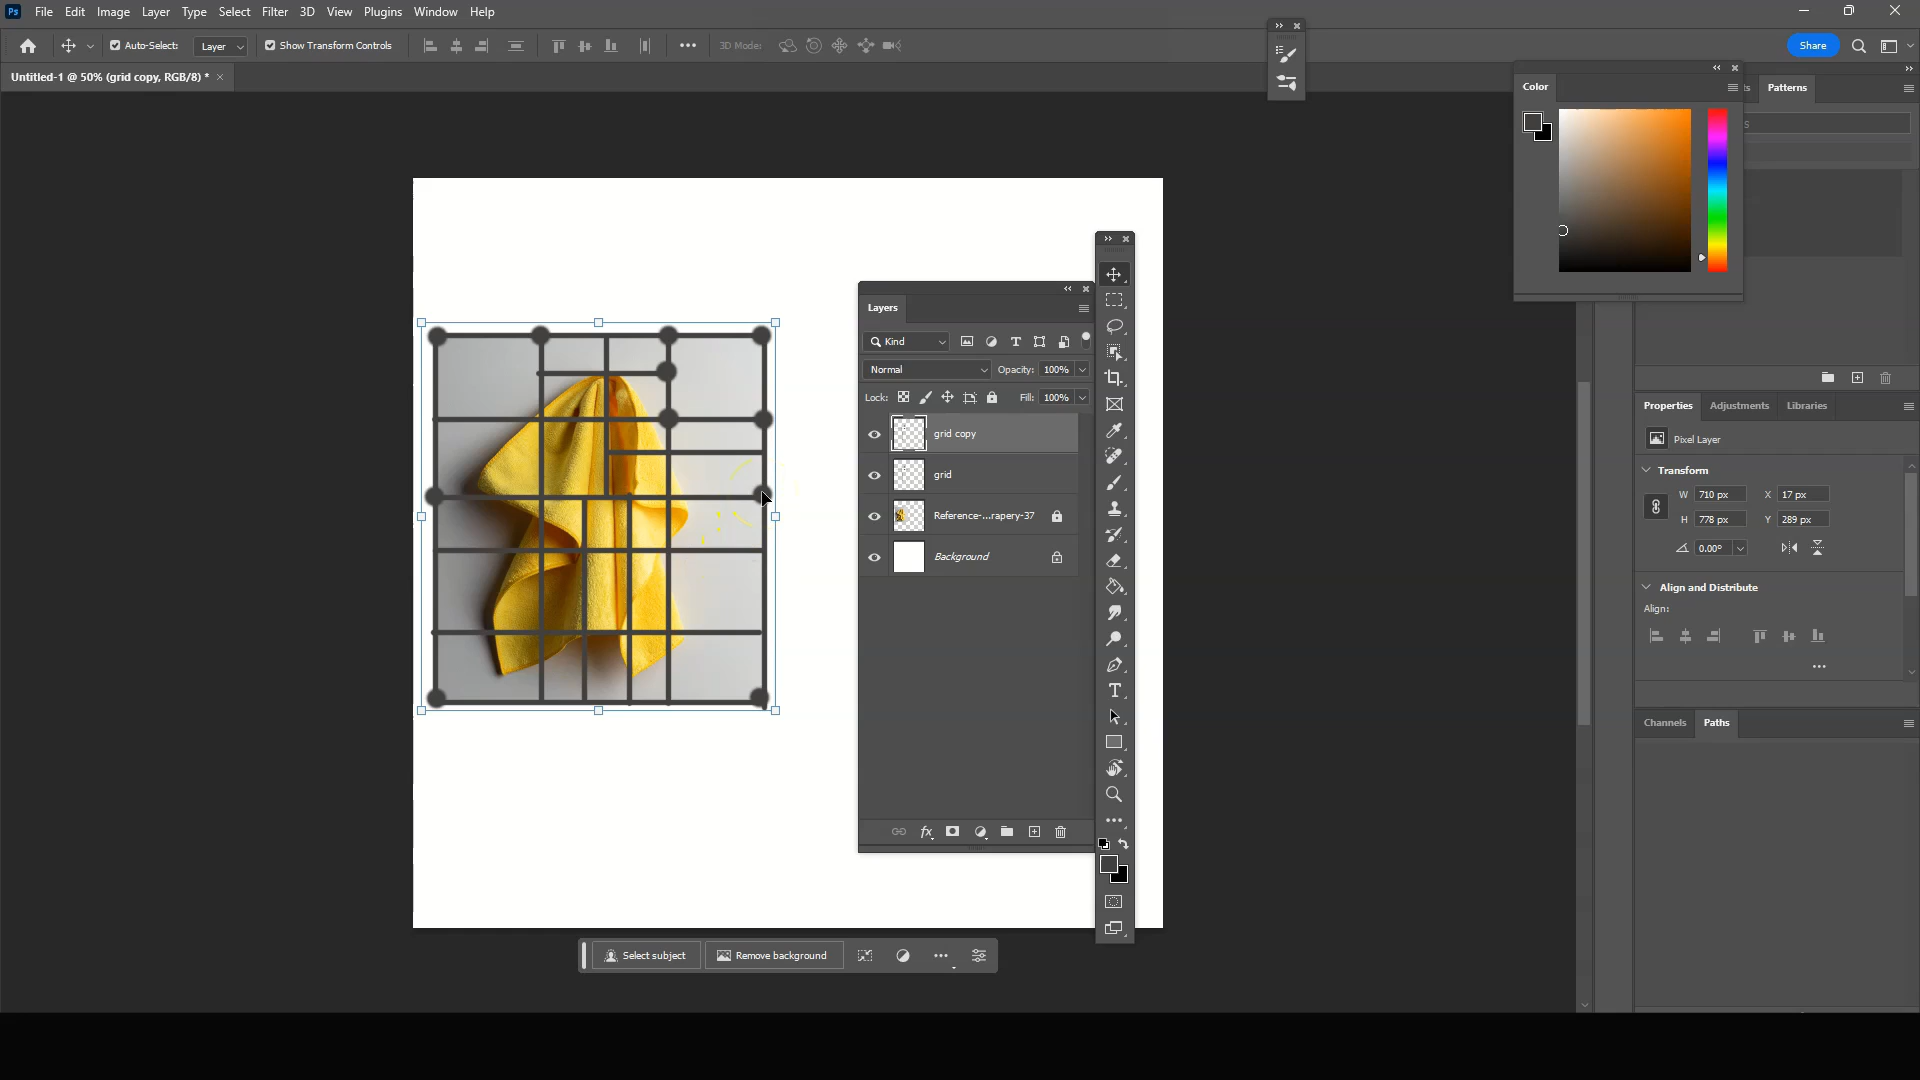 Ps File Edit Image Layer Type Select Filter 3D View Plugins Window Help
Auto-Select: Layer Show Transform Controls 3D Mode: Share
Untitled-1 @ 50% (grid copy, RGB/8) *
Color
Patterns
Layers
Kind
Normal Opacity: 100%
Lock: Fill: 100%
grid copy
grid
Reference-...rapery-37
Background
fx
Select subject Remove background
Properties Adjustments Libraries
Pixel Layer
Transform
W 710 px X 17 px
H 778 px Y 289 px
0.00°
Align and Distribute
Align:
Channels Paths